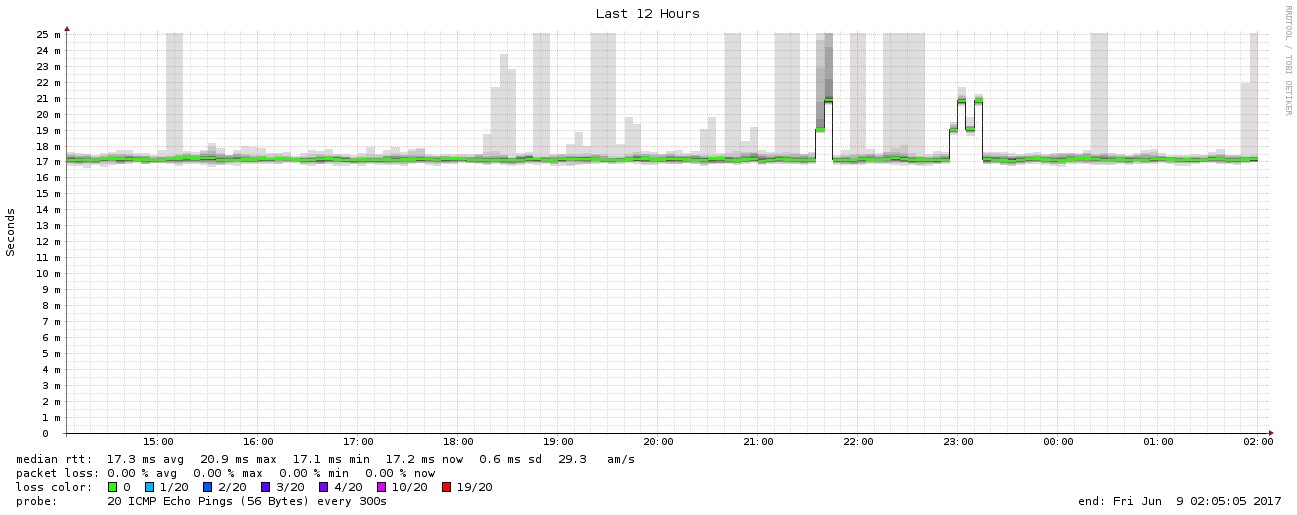 Last 12 Hours
RRDTOOL / TOBI OETIKER
25 m
24 m
23 m
22 m
21 m
20 m
19 m
18 m
17 m
16 m
15 m
14 m
13 m
12 m
11 m
10 m
9 m
8 m
7 m
6 m
5 m
4 m
3 m
2 m
1 m
0
Seconds
15:00 16:00 17:00 18:00 19:00 20:00 21:00 22:00 23:00 00:00 01:00 02:00
median rtt: 17.3 ms avg 20.9 ms max 17.1 ms min 17.2 ms now 0.6 ms sd 29.3 am/s
packet loss: 0.00 % avg 0.00 % max 0.00 % min 0.00 % now
loss color: 0 1/20 2/20 3/20 4/20 10/20 19/20
probe: 20 ICMP Echo Pings (56 Bytes) every 300s end: Fri Jun 9 02:05:05 2017